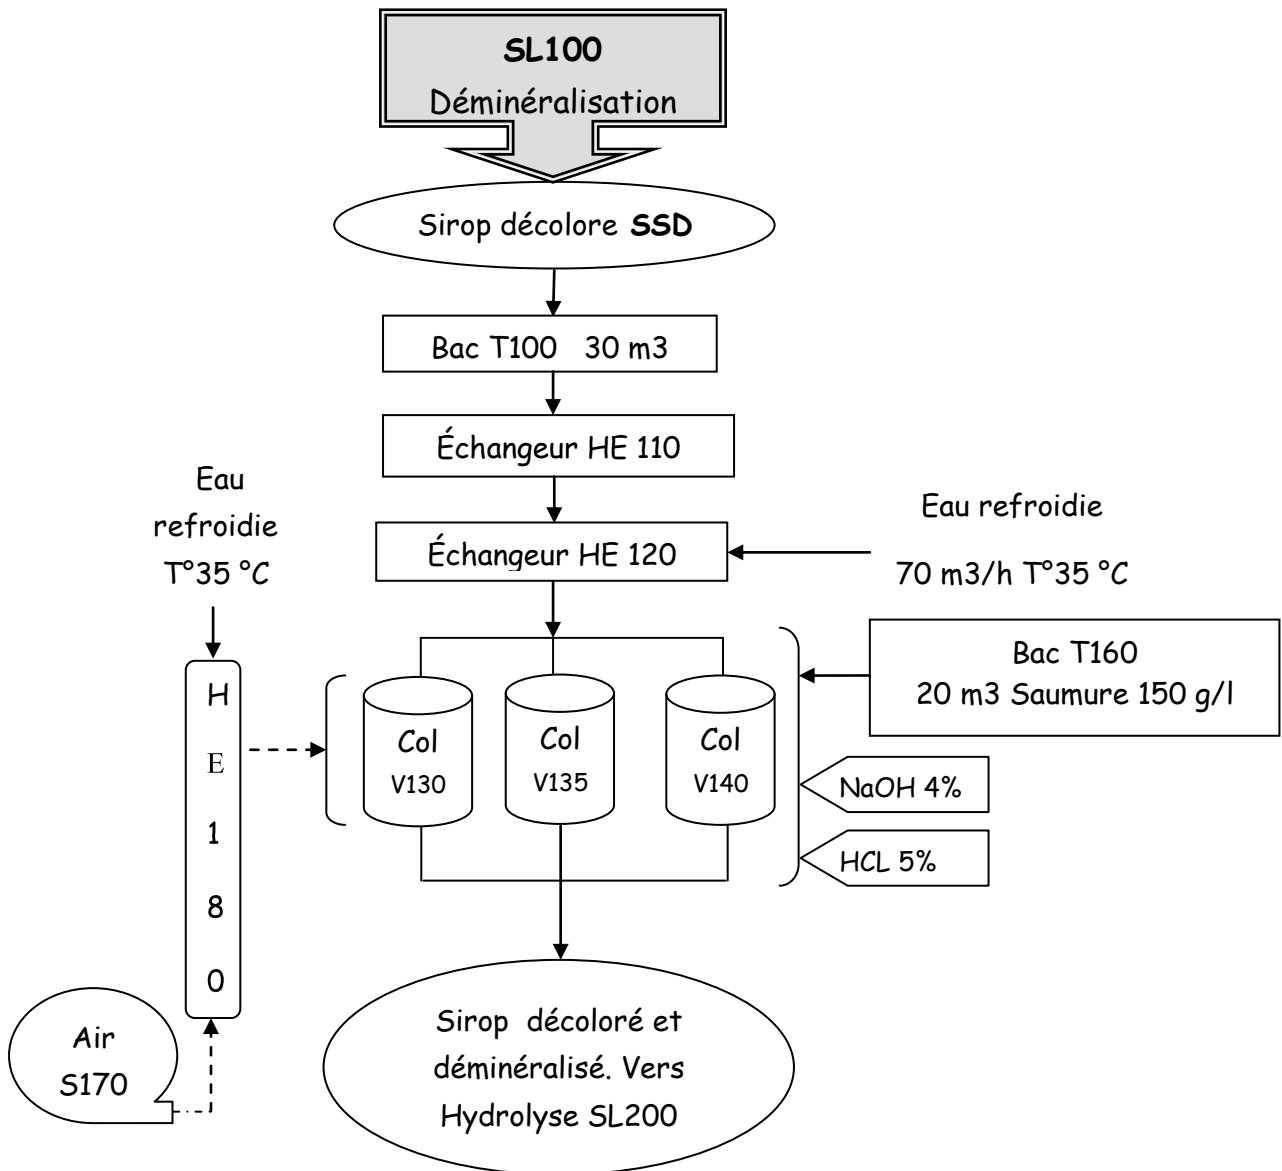 SL100
Déminéralisation
Sirop décolore SSD
Bac T100 30 m3
Échangeur HE 110
Échangeur HE 120
Eau
refroidie
T°35 °C
Eau refroidie
70 m3/h T°35 °C
Bac T160
20 m3 Saumure 150 g/l
H
E
1
8
0
Col
V130
Col
V135
Col
V140
NaOH 4%
HCL 5%
Air
S170
Sirop décoloré et
déminéralisé. Vers
Hydrolyse SL200